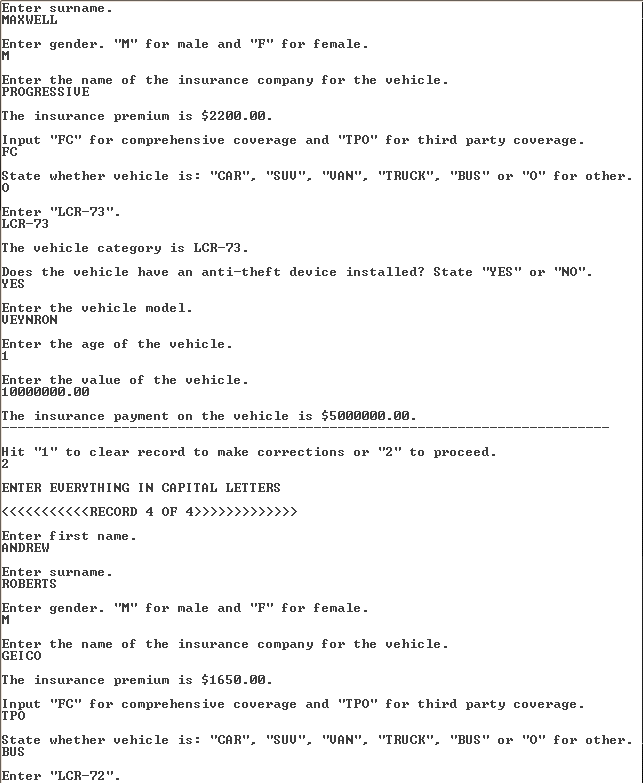 Enter surname.
MAXWELL
Enter gender. "M" for male and "F" for female.
M
Enter the name of the insurance company for the vehicle.
PROGRESSIVE
The insurance premium is $2200.00.
Input "FC" for comprehensive coverage and "TPO" for third party coverage.
FC
State whether vehicle is: "CAR", "SUV", "VAN", "TRUCK", "BUS" or "O" for other.
O
Enter "LCR-73".
LCR-73
The vehicle category is LCR-73.
Does the vehicle have an anti-theft device installed? State "YES" or "NO".
YES
Enter the vehicle model.
VEYNRON
Enter the age of the vehicle.
1
Enter the value of the vehicle.
10000000.00
The insurance payment on the vehicle is $5000000.00.
Hit "1" to clear record to make corrections or "2" to proceed.
2
ENTER EVERYTHING IN CAPITAL LETTERS
<<<<<<<<<<<RECORD 4 OF 4>>>>>>>>>>>>>
Enter first name.
ANDREW
Enter surname.
ROBERTS
Enter gender. "M" for male and "F" for female.
M
Enter the name of the insurance company for the vehicle.
GEICO
The insurance premium is $1650.00.
Input "FC" for comprehensive coverage and "TPO" for third party coverage.
TPO
State whether vehicle is: "CAR", "SUV", "VAN", "TRUCK", "BUS" or "O" for other.
BUS
Enter "LCR-72".